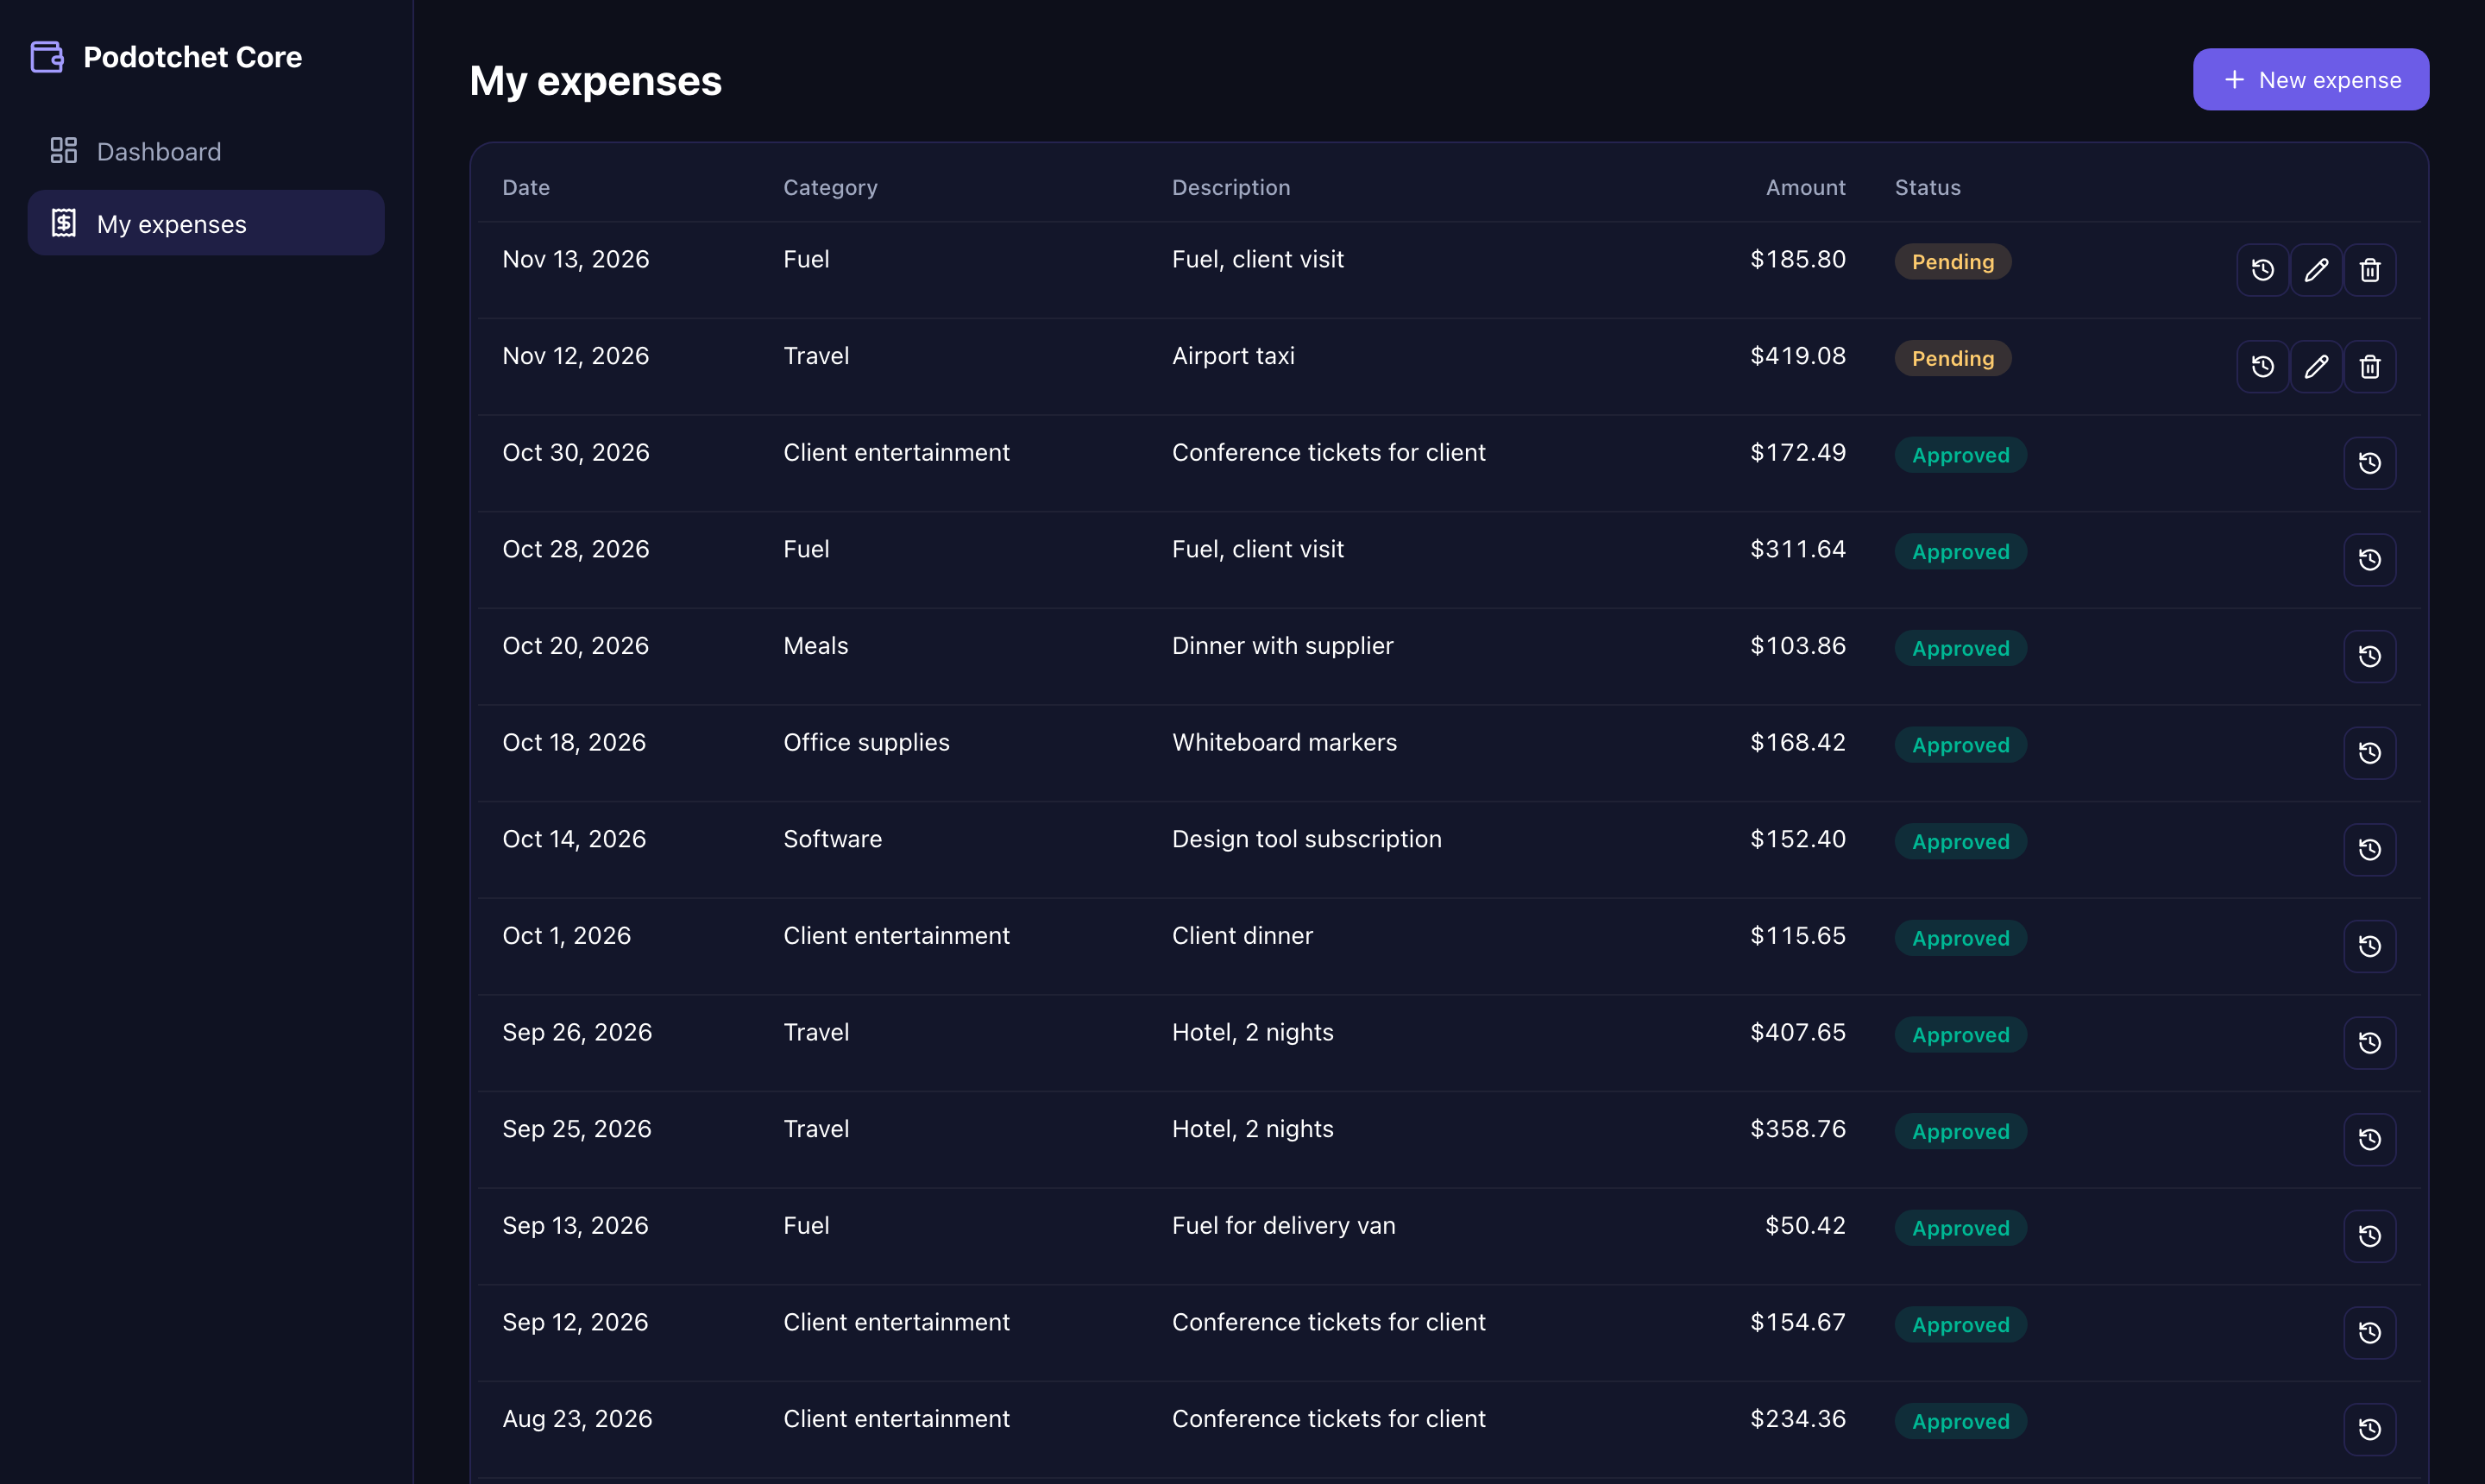 Podotchet Core
Dashboard
My expenses
My expenses
New expense
Date Category Description Amount Status
Nov 13, 2026 Fuel Fuel, client visit $185.80 Pending
Nov 12, 2026 Travel Airport taxi $419.08 Pending
Oct 30, 2026 Client entertainment Conference tickets for client $172.49 Approved
Oct 28, 2026 Fuel Fuel, client visit $311.64 Approved
Oct 20, 2026 Meals Dinner with supplier $103.86 Approved
Oct 18, 2026 Office supplies Whiteboard markers $168.42 Approved
Oct 14, 2026 Software Design tool subscription $152.40 Approved
Oct 1, 2026 Client entertainment Client dinner $115.65 Approved
Sep 26, 2026 Travel Hotel, 2 nights $407.65 Approved
Sep 25, 2026 Travel Hotel, 2 nights $358.76 Approved
Sep 13, 2026 Fuel Fuel for delivery van $50.42 Approved
Sep 12, 2026 Client entertainment Conference tickets for client $154.67 Approved
Aug 23, 2026 Client entertainment Conference tickets for client $234.36 Approved